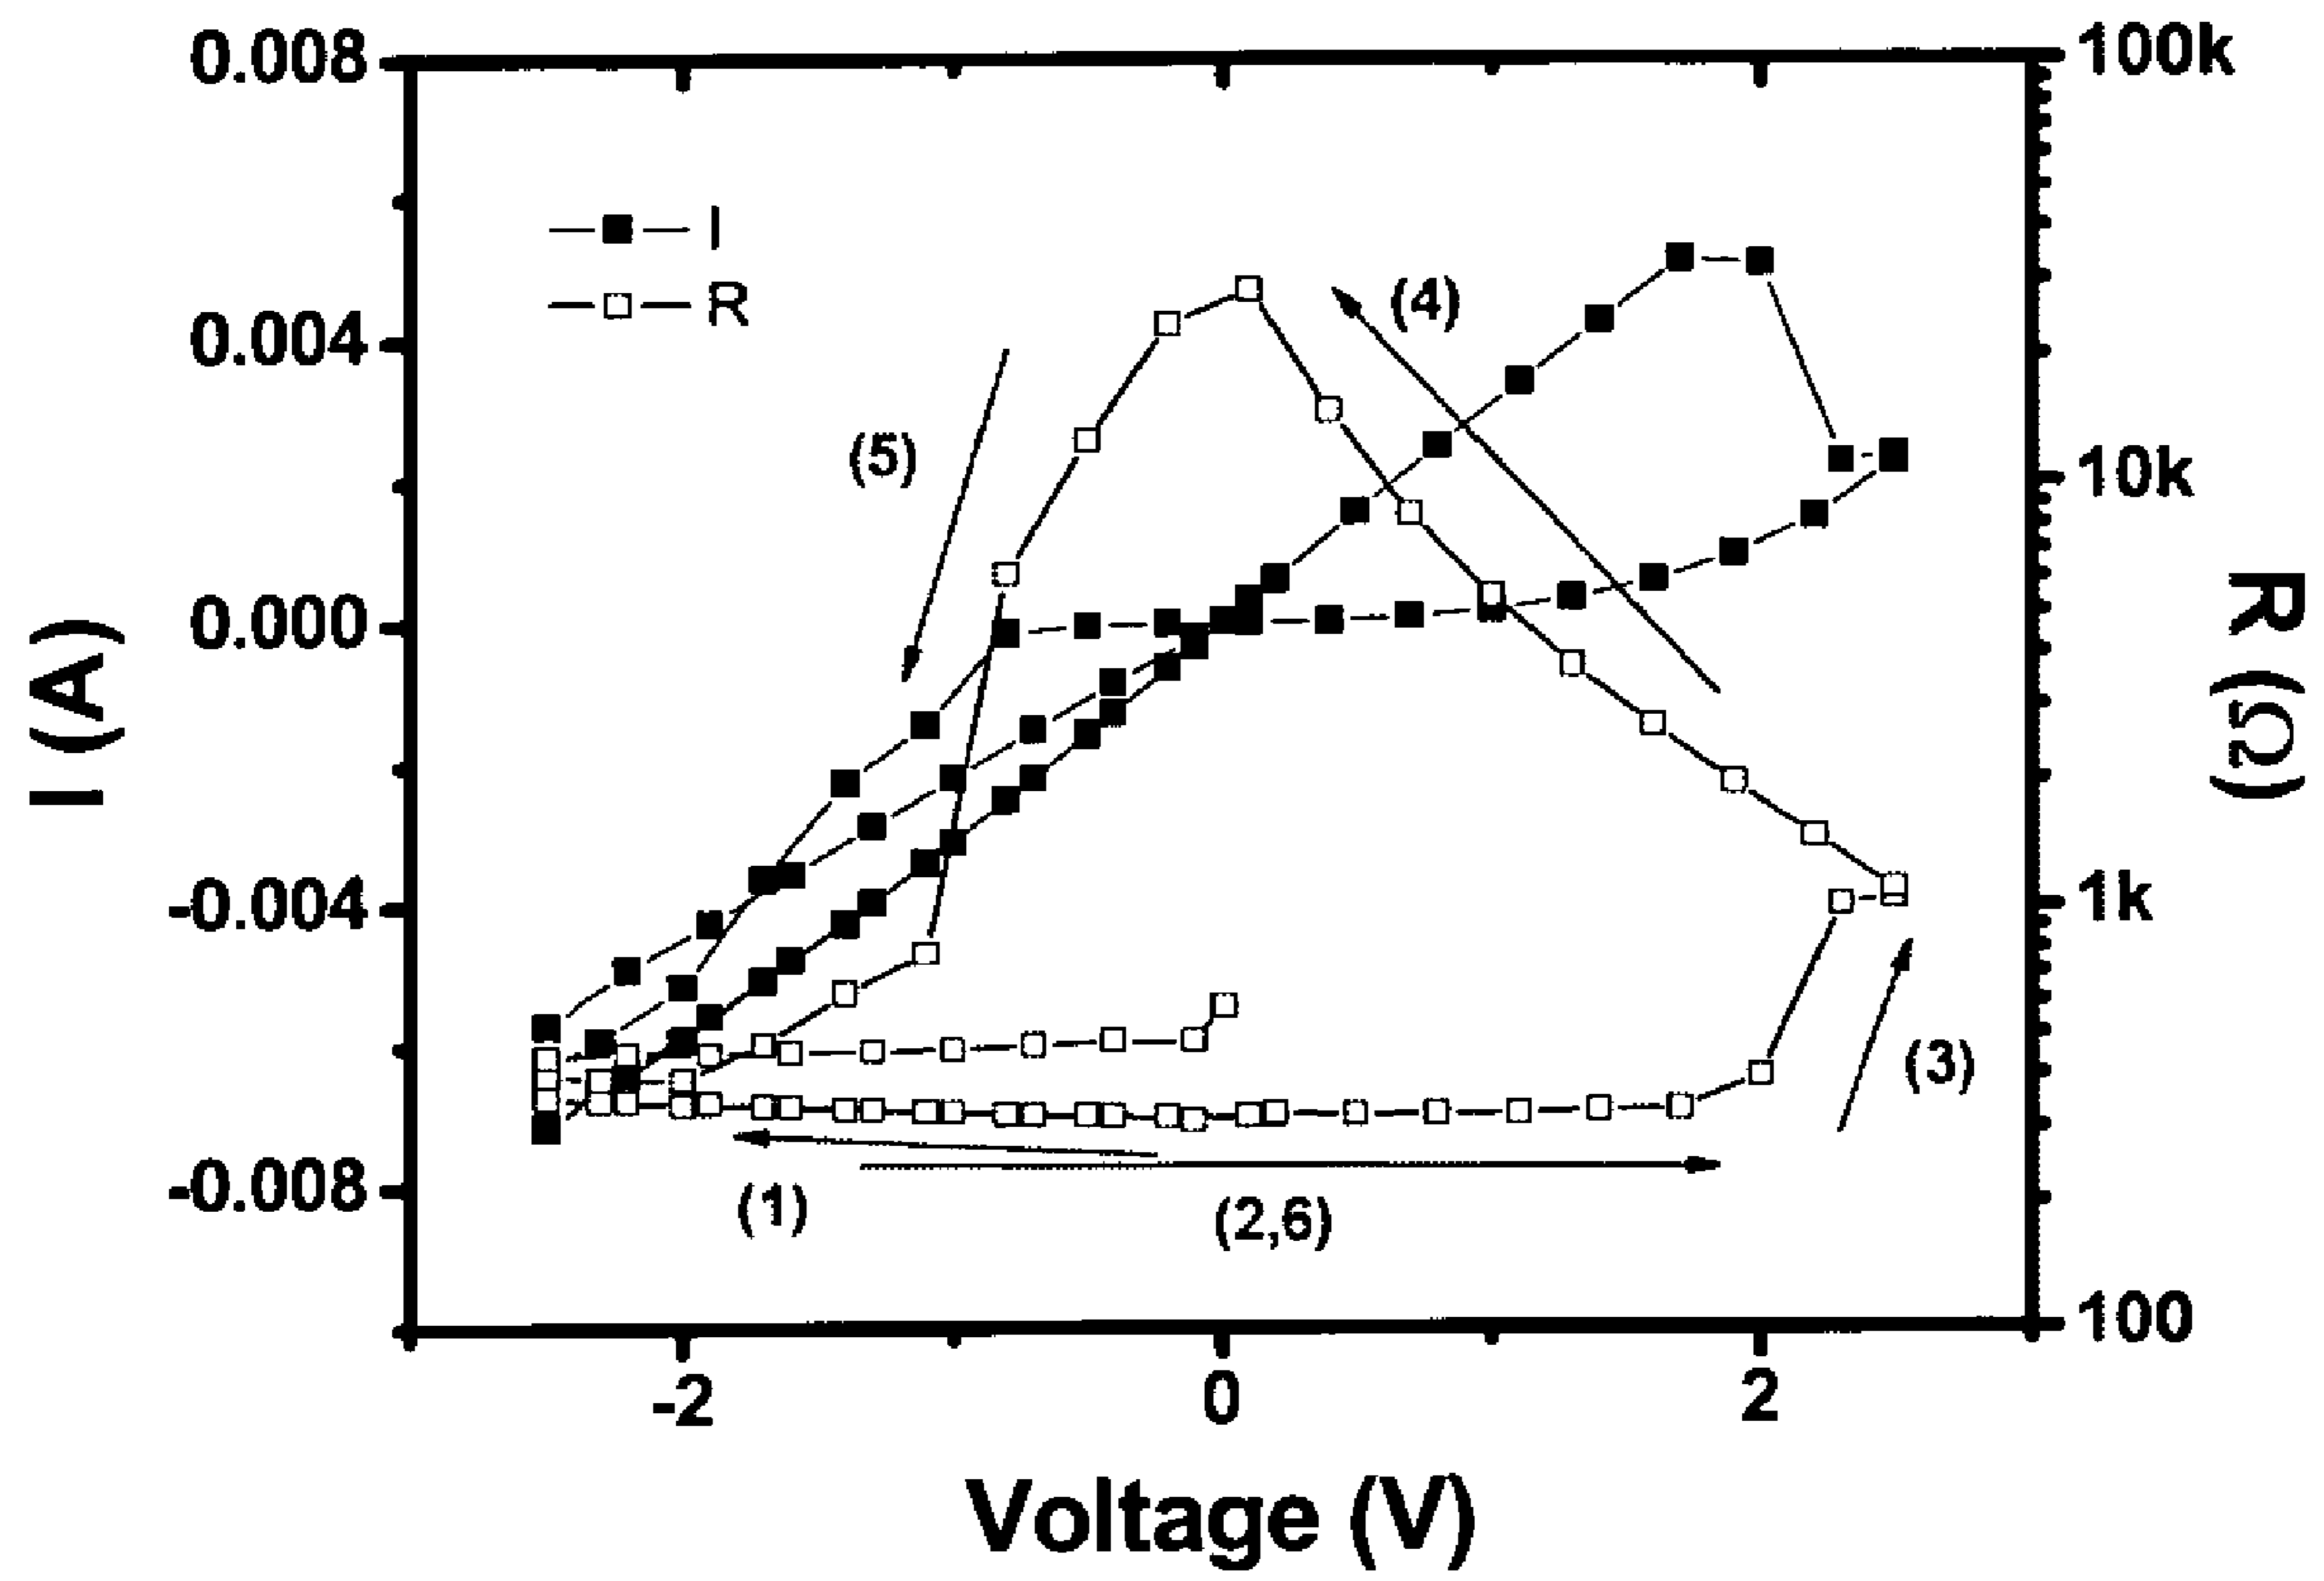 0.008
0.004
0.000
-0.004
-0.008
I (A)
I
R
(5)
(4)
(3)
(1)
(2,6)
100k
10k
1k
100
R (Ω)
-2
0
2
Voltage (V)